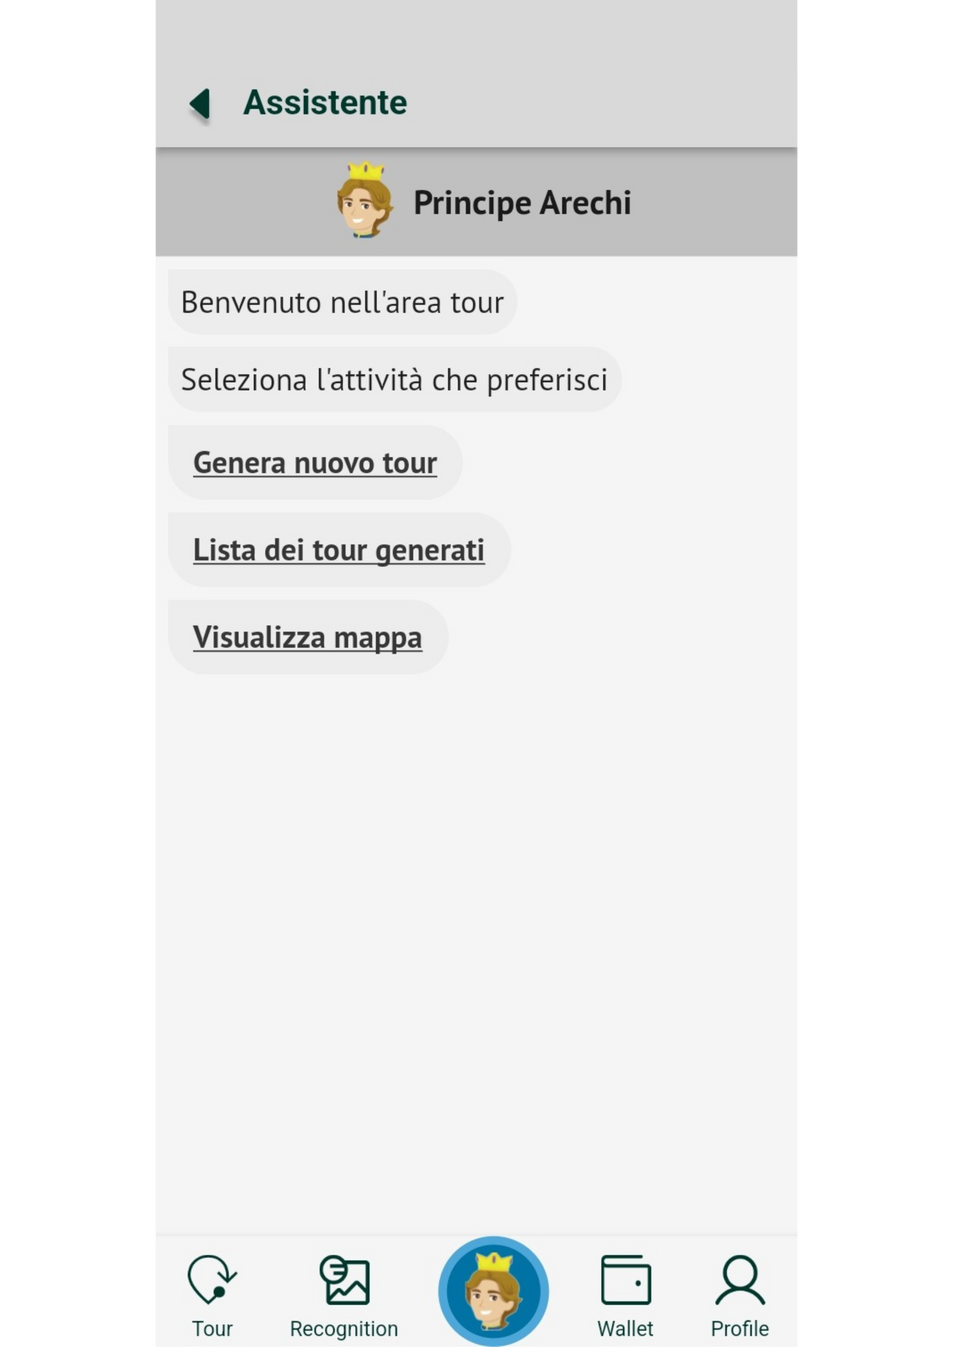 Assistente
Principe Arechi
Benvenuto nell'area tour
Seleziona l'attività che preferisci
Genera nuovo tour
Lista dei tour generati
Visualizza mappa
Tour
Recognition
Wallet
Profile